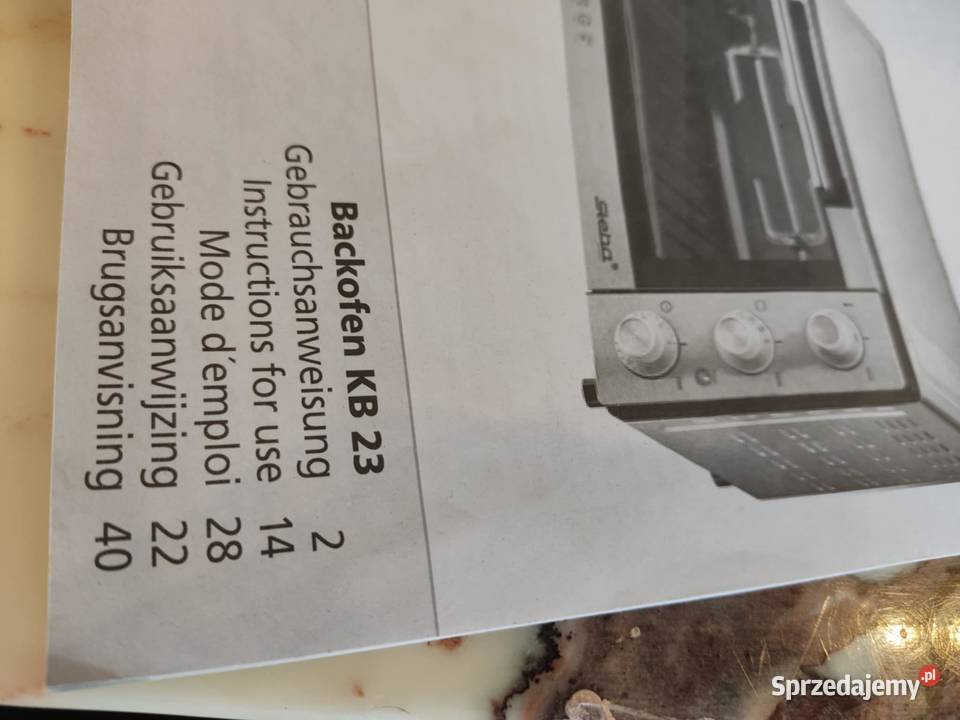 Steba®
Backofen KB 23
Gebrauchsanweisung 2
Instructions for use 14
Mode d´emploi 28
Gebruiksaanwijzing 22
Brugsanvisning 40
Sprzedajemy.pl